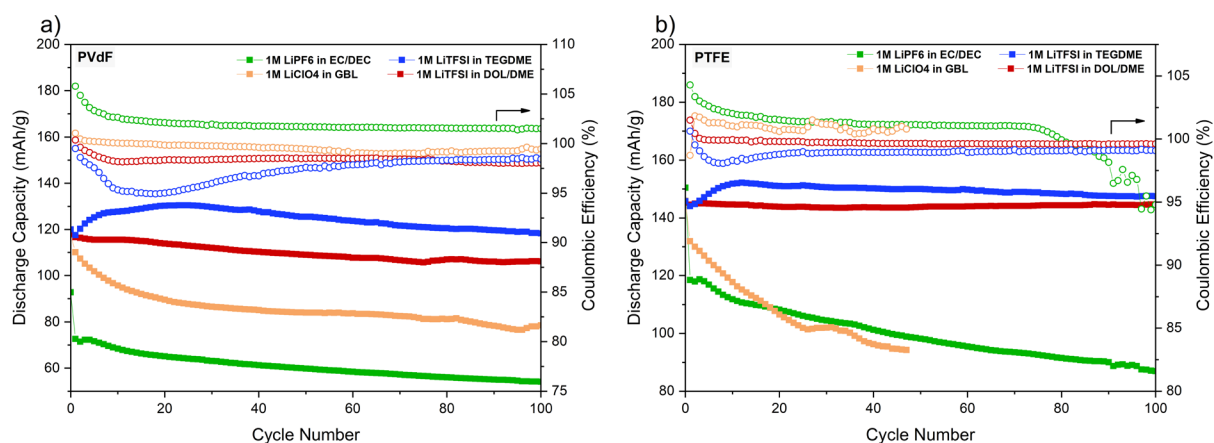 a)
PVdF
1M LiPF6 in EC/DEC
1M LiTFSI in TEGDME
1M LiClO4 in GBL
1M LiTFSI in DOL/DME
200
180
160
140
120
100
80
60
110
105
100
95
90
85
80
75
0
20
40
60
80
100
Discharge Capacity (mAh/g)
Coulombic Efficiency (%)
Cycle Number
b)
PTFE
1M LiPF6 in EC/DEC
1M LiTFSI in TEGDME
1M LiClO4 in GBL
1M LiTFSI in DOL/DME
200
180
160
140
120
100
80
105
100
95
90
85
80
0
20
40
60
80
100
Discharge Capacity (mAh/g)
Coulombic Efficiency (%)
Cycle Number